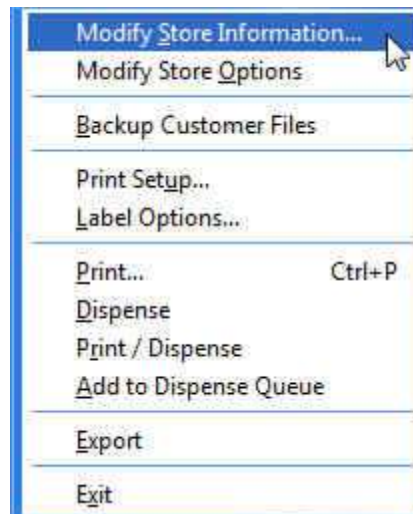 Modify Store Information...
Modify Store Options
Backup Customer Files
Print Setup...
Label Options...
Print... Ctrl+P
Dispense
Print / Dispense
Add to Dispense Queue
Export
Exit